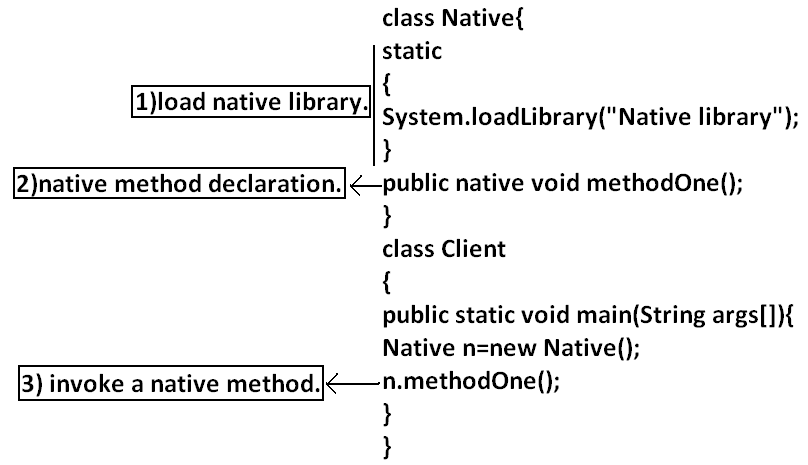 class Native{
static
{
1)load native library.
System.loadLibrary("Native library");
}
2)native method declaration.
public native void methodOne();
}
class Client
{
public static void main(String args[]){
Native n=new Native();
3) invoke a native method.
n.methodOne();
}
}